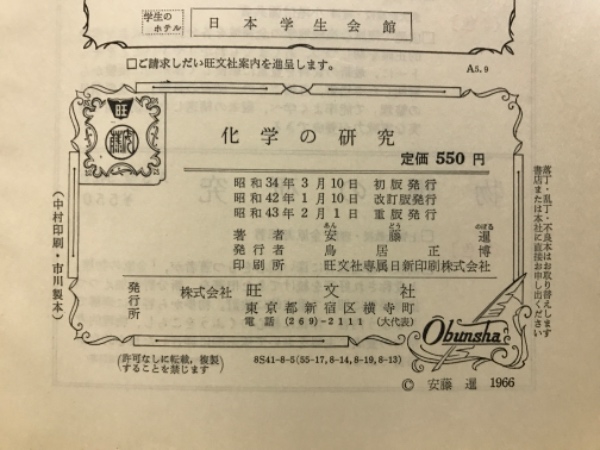 学生の
ホテル
日本学生会館
□ご請求しだい旺文社案内を進呈します。
A5.9
旺
化学の研究
定価 550 円
昭和34年 3月10日 初版発行
昭和42年 1月10日 改訂版発行
昭和43年 2月 1日 重版発行
あん どう のぼる
著者 安藤暹
発行者 鳥居正博
印刷所 旺文社専属日新印刷株式会社
発行所
株式会社 旺文社
東京都新宿区横寺町
電話 (269)-2111 (大代表)
Obunsha
(許可なしに転載,複製
することを禁じます)
8S41-8-5(55-17,8-14,8-19,8-13)
© 安藤 暹 1966
(中村印刷・市川製本)
落丁・乱丁・不良本はお取り替えします
書店または本社に直接お申し出ください